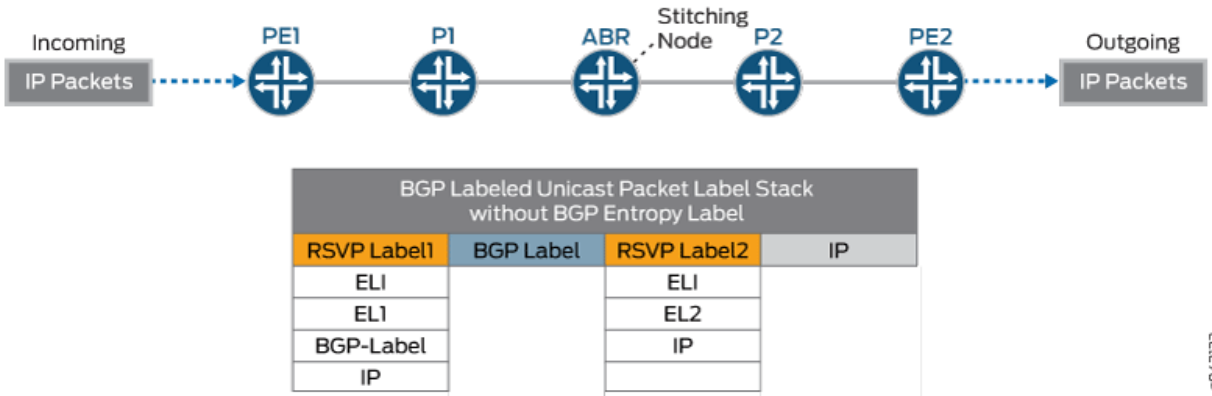 Stitching
Node
Incoming
IP Packets
PE1
P1
ABR
P2
PE2
Outgoing
IP Packets
BGP Labeled Unicast Packet Label Stack
without BGP Entropy Label
RSVP Label1 BGP Label RSVP Label2 IP
ELI ELI
EL1 EL2
BGP-Label IP
IP